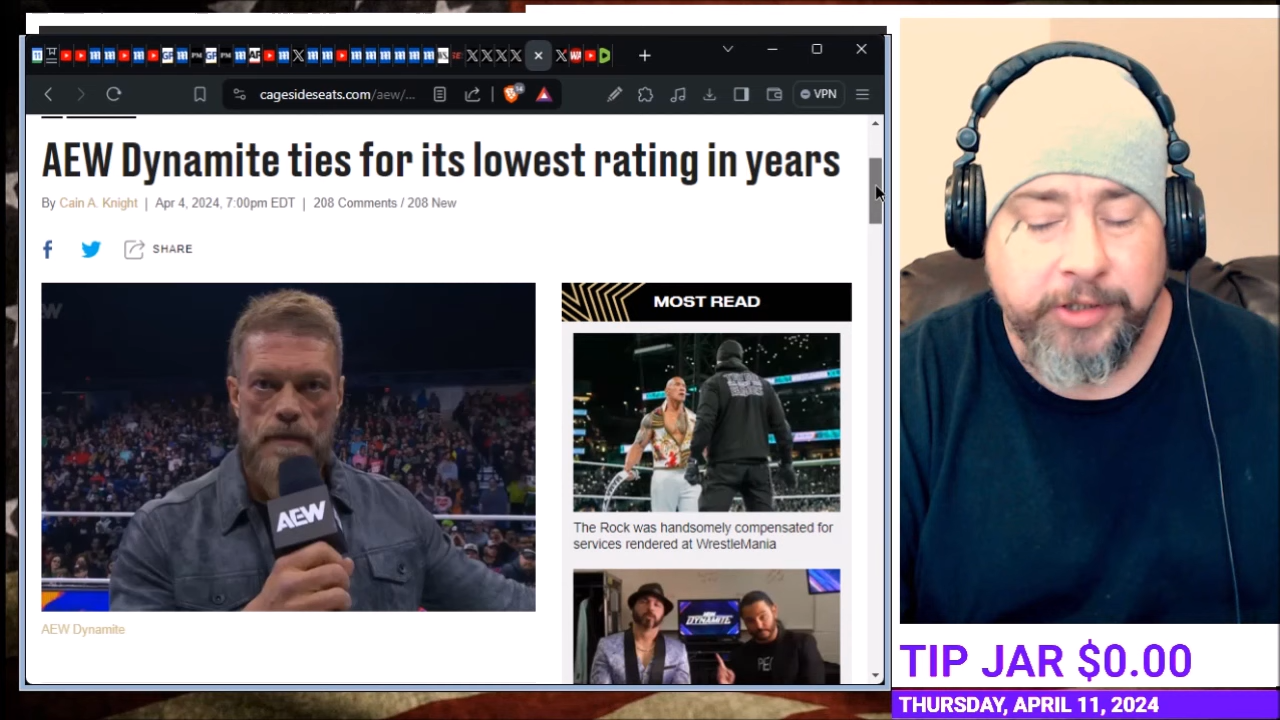 cagesideseats.com/aew/...
VPN
AEW Dynamite ties for its lowest rating in years
By Cain A. Knight | Apr 4, 2024, 7:00pm EDT | 208 Comments / 208 New
SHARE
AEW
AEW Dynamite
MOST READ
The Rock was handsomely compensated for
services rendered at WrestleMania
DYNAMITE
TIP JAR $0.00
THURSDAY, APRIL 11, 2024